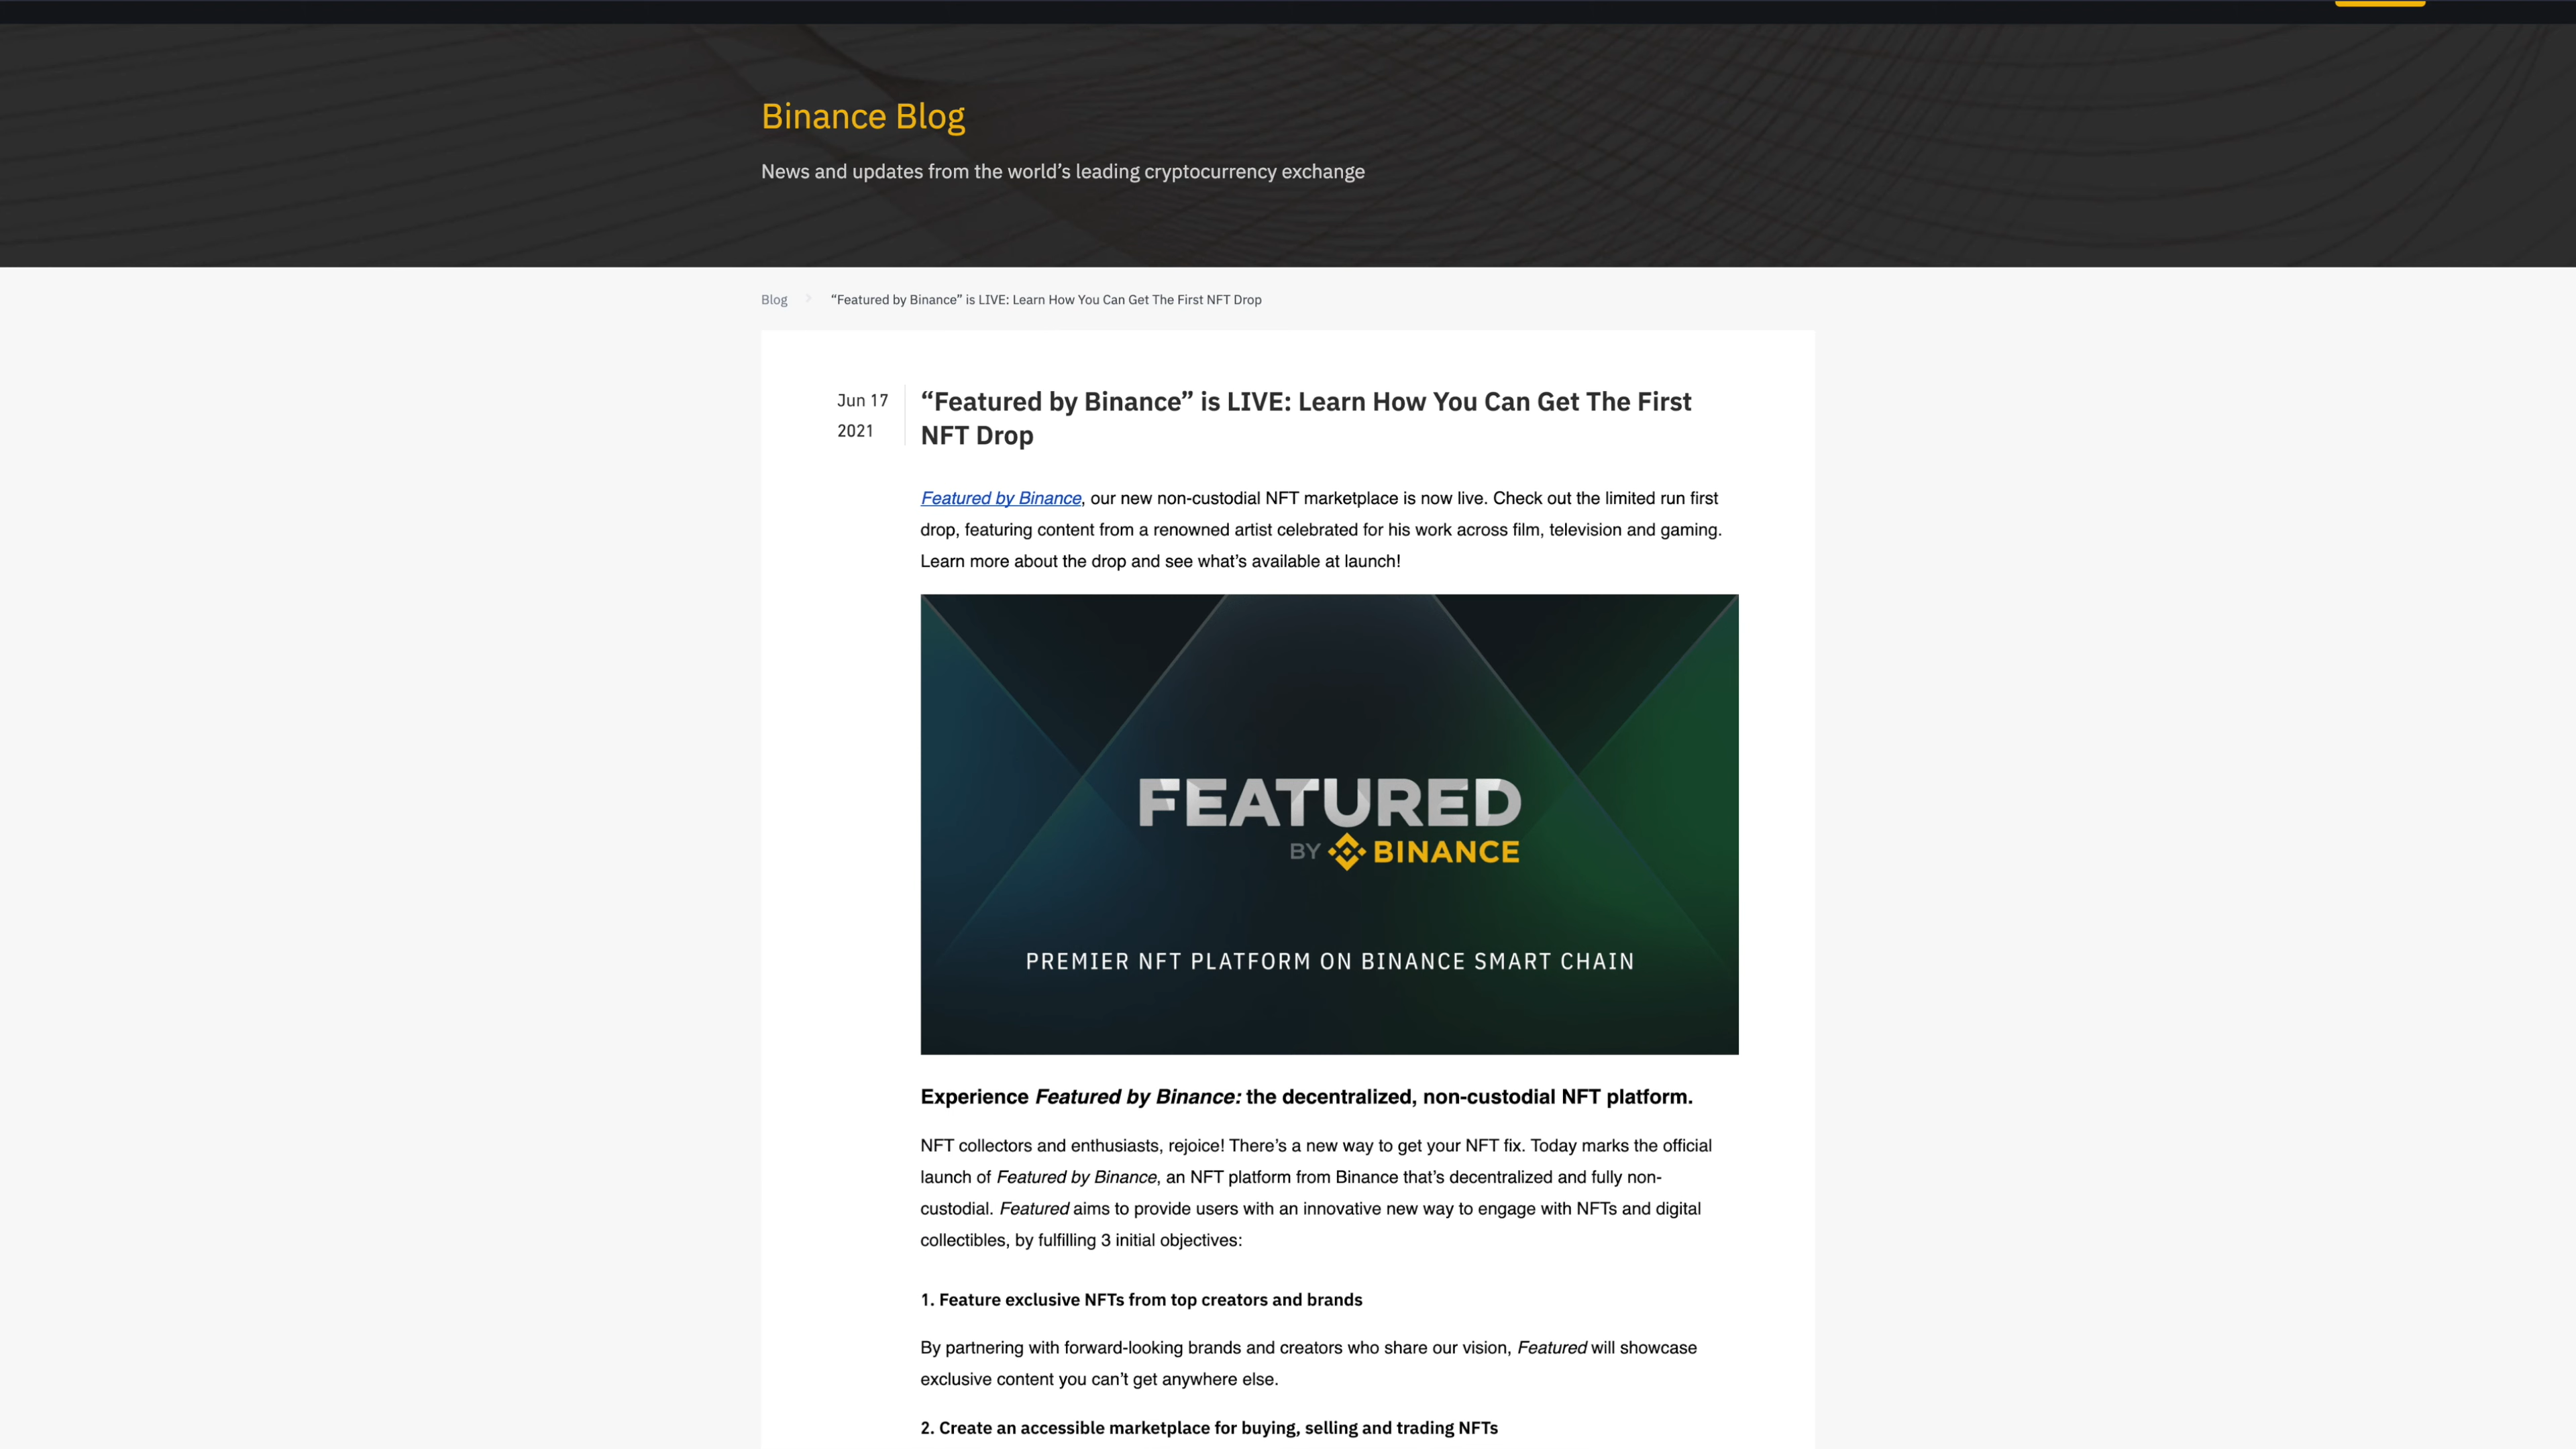 Binance Blog
News and updates from the world’s leading cryptocurrency exchange
Blog
“Featured by Binance” is LIVE: Learn How You Can Get The First NFT Drop
Jun 17
2021
“Featured by Binance” is LIVE: Learn How You Can Get The First
NFT Drop
Featured by Binance, our new non-custodial NFT marketplace is now live. Check out the limited run first
drop, featuring content from a renowned artist celebrated for his work across film, television and gaming.
Learn more about the drop and see what’s available at launch!
FEATURED
BY BINANCE
PREMIER NFT PLATFORM ON BINANCE SMART CHAIN
Experience Featured by Binance: the decentralized, non-custodial NFT platform.
NFT collectors and enthusiasts, rejoice! There’s a new way to get your NFT fix. Today marks the official
launch of Featured by Binance, an NFT platform from Binance that’s decentralized and fully non-
custodial. Featured aims to provide users with an innovative new way to engage with NFTs and digital
collectibles, by fulfilling 3 initial objectives:
1. Feature exclusive NFTs from top creators and brands
By partnering with forward-looking brands and creators who share our vision, Featured will showcase
exclusive content you can’t get anywhere else.
2. Create an accessible marketplace for buying, selling and trading NFTs